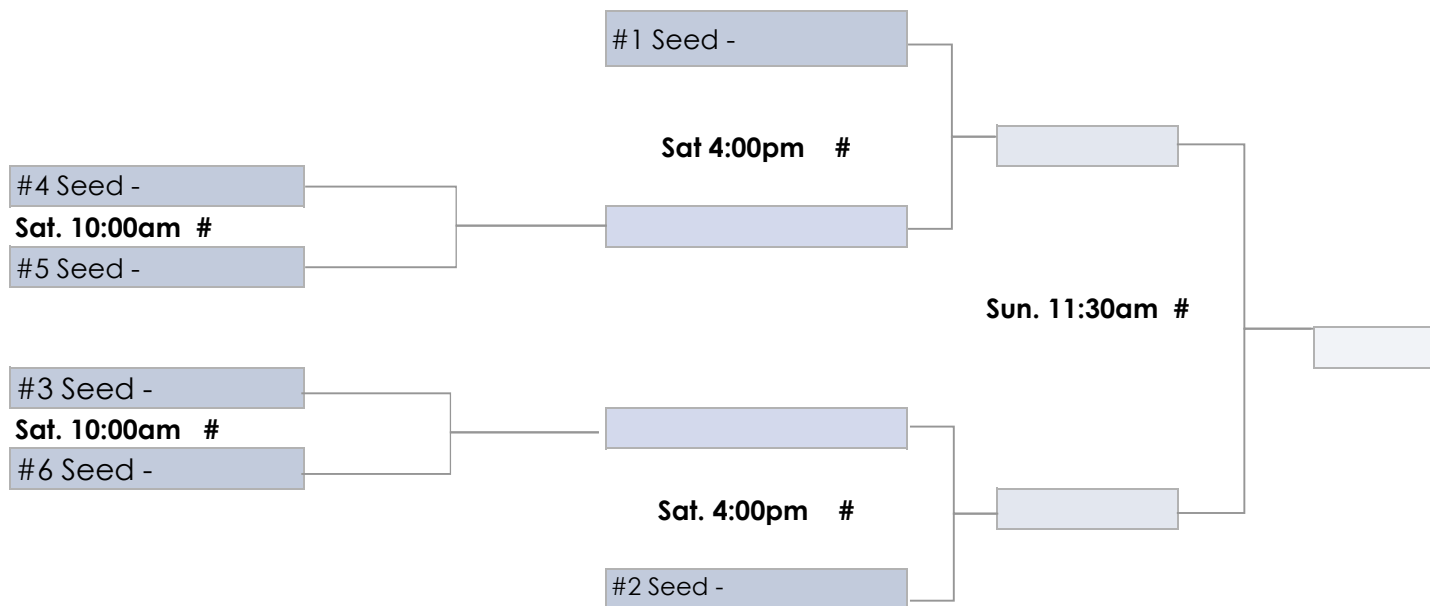 #1 Seed -
Sat 4:00pm #
#4 Seed -
Sat. 10:00am #
#5 Seed -
Sun. 11:30am #
#3 Seed -
Sat. 10:00am #
#6 Seed -
Sat. 4:00pm #
#2 Seed -